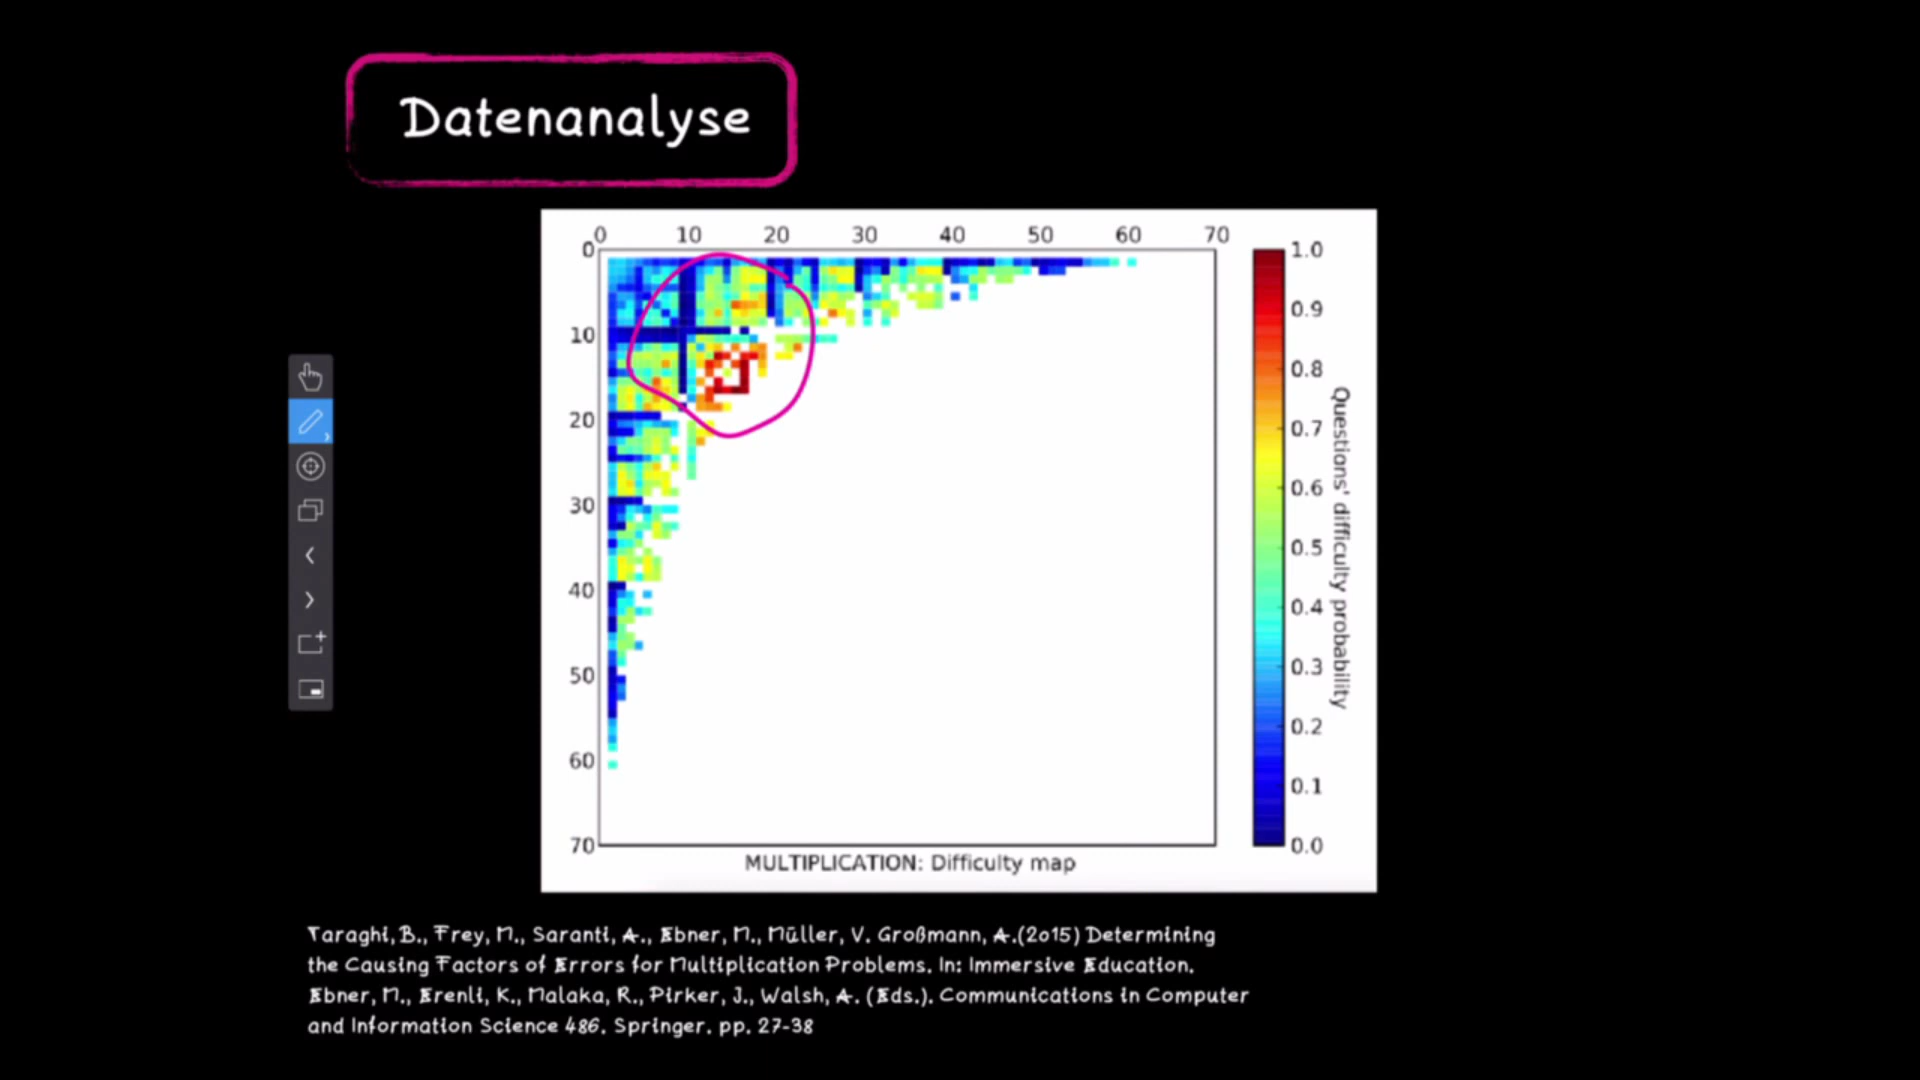 Datenanalyse
0 10 20 30 40 50 60 70
0
10
20
30
40
50
60
70
MULTIPLICATION: Difficulty map
1.0
0.9
0.8
0.7
0.6
0.5
0.4
0.3
0.2
0.1
0.0
Questions' difficulty probability
Taraghi, B., Frey, M., Saranti, A., Ebner, M., Müller, V. Großmann, A.(2015) Determining
the Causing Factors of Errors for Multiplication Problems. In: Immersive Education.
Ebner, M., Erenli, K., Malaka, R., Pirker, J., Walsh, A. (Eds.). Communications in Computer
and Information Science 486. Springer. pp. 27-38